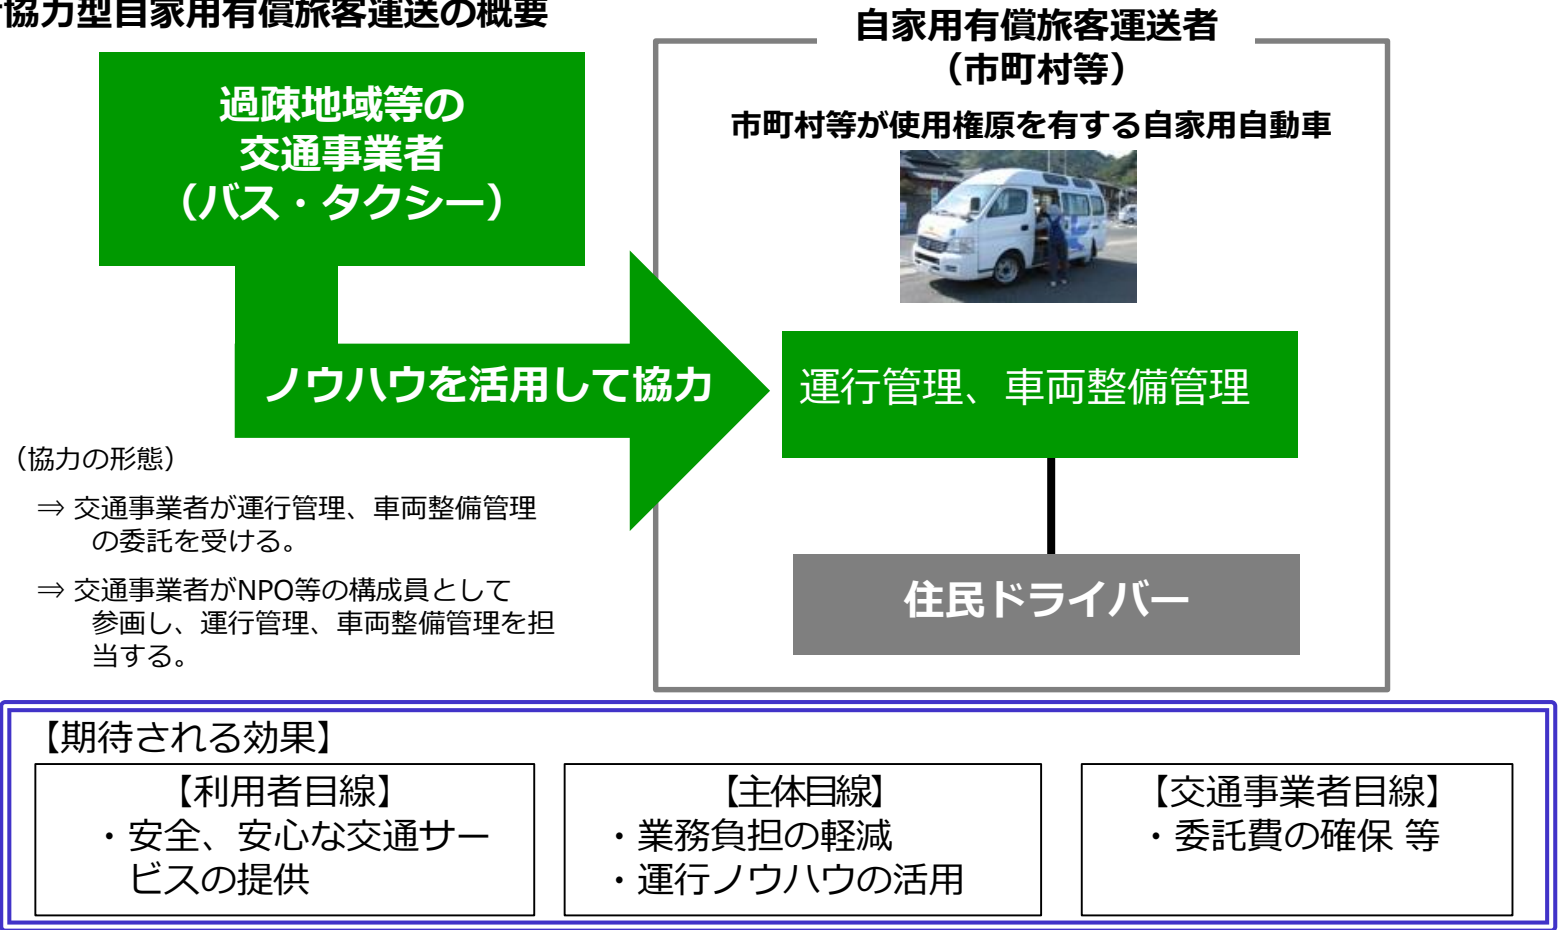 協力型自家用有償旅客運送の概要
過疎地域等の
交通事業者
（バス・タクシー）
ノウハウを活用して協力
（協力の形態）
⇒ 交通事業者が運行管理、車両整備管理
の委託を受ける。
⇒ 交通事業者がNPO等の構成員として
参画し、運行管理、車両整備管理を担
当する。
自家用有償旅客運送者
（市町村等）
市町村等が使用権原を有する自家用自動車
運行管理、車両整備管理
住民ドライバー
【期待される効果】
【利用者目線】
・安全、安心な交通サー
ビスの提供
【主体目線】
・業務負担の軽減
・運行ノウハウの活用
【交通事業者目線】
・委託費の確保 等